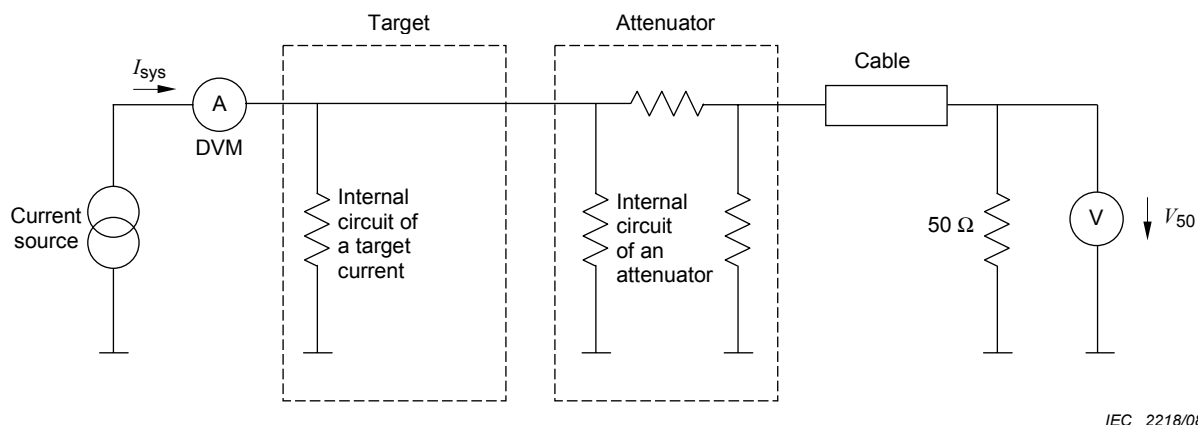 Target
Attenuator
Cable
I sys
A
DVM
Current
source
Internal
circuit of
a target
current
Internal
circuit
of an
attenuator
50 Ω
V
V50
IEC 2218/08